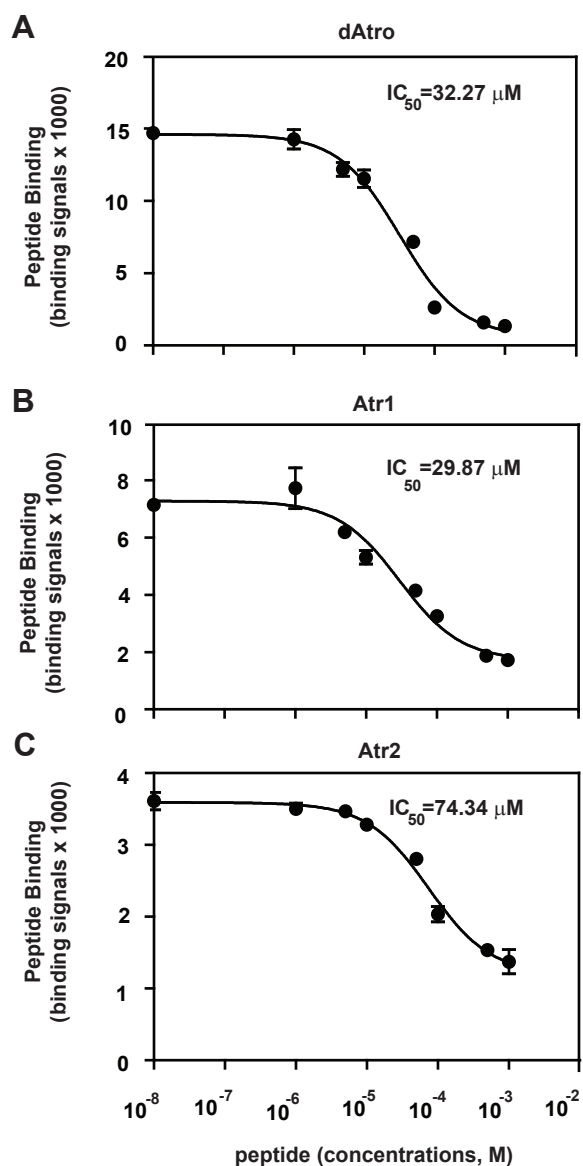 A
dAtro
20
15
10
5
0
Peptide Binding
(binding signals x 1000)
IC50=32.27 μM
B
Atr1
10
8
6
4
2
0
Peptide Binding
(binding signals x 1000)
IC50=29.87 μM
C
Atr2
4
3
2
1
0
Peptide Binding
(binding signals x 1000)
IC50=74.34 μM
10-8 10-7 10-6 10-5 10-4 10-3 10-2
peptide (concentrations, M)